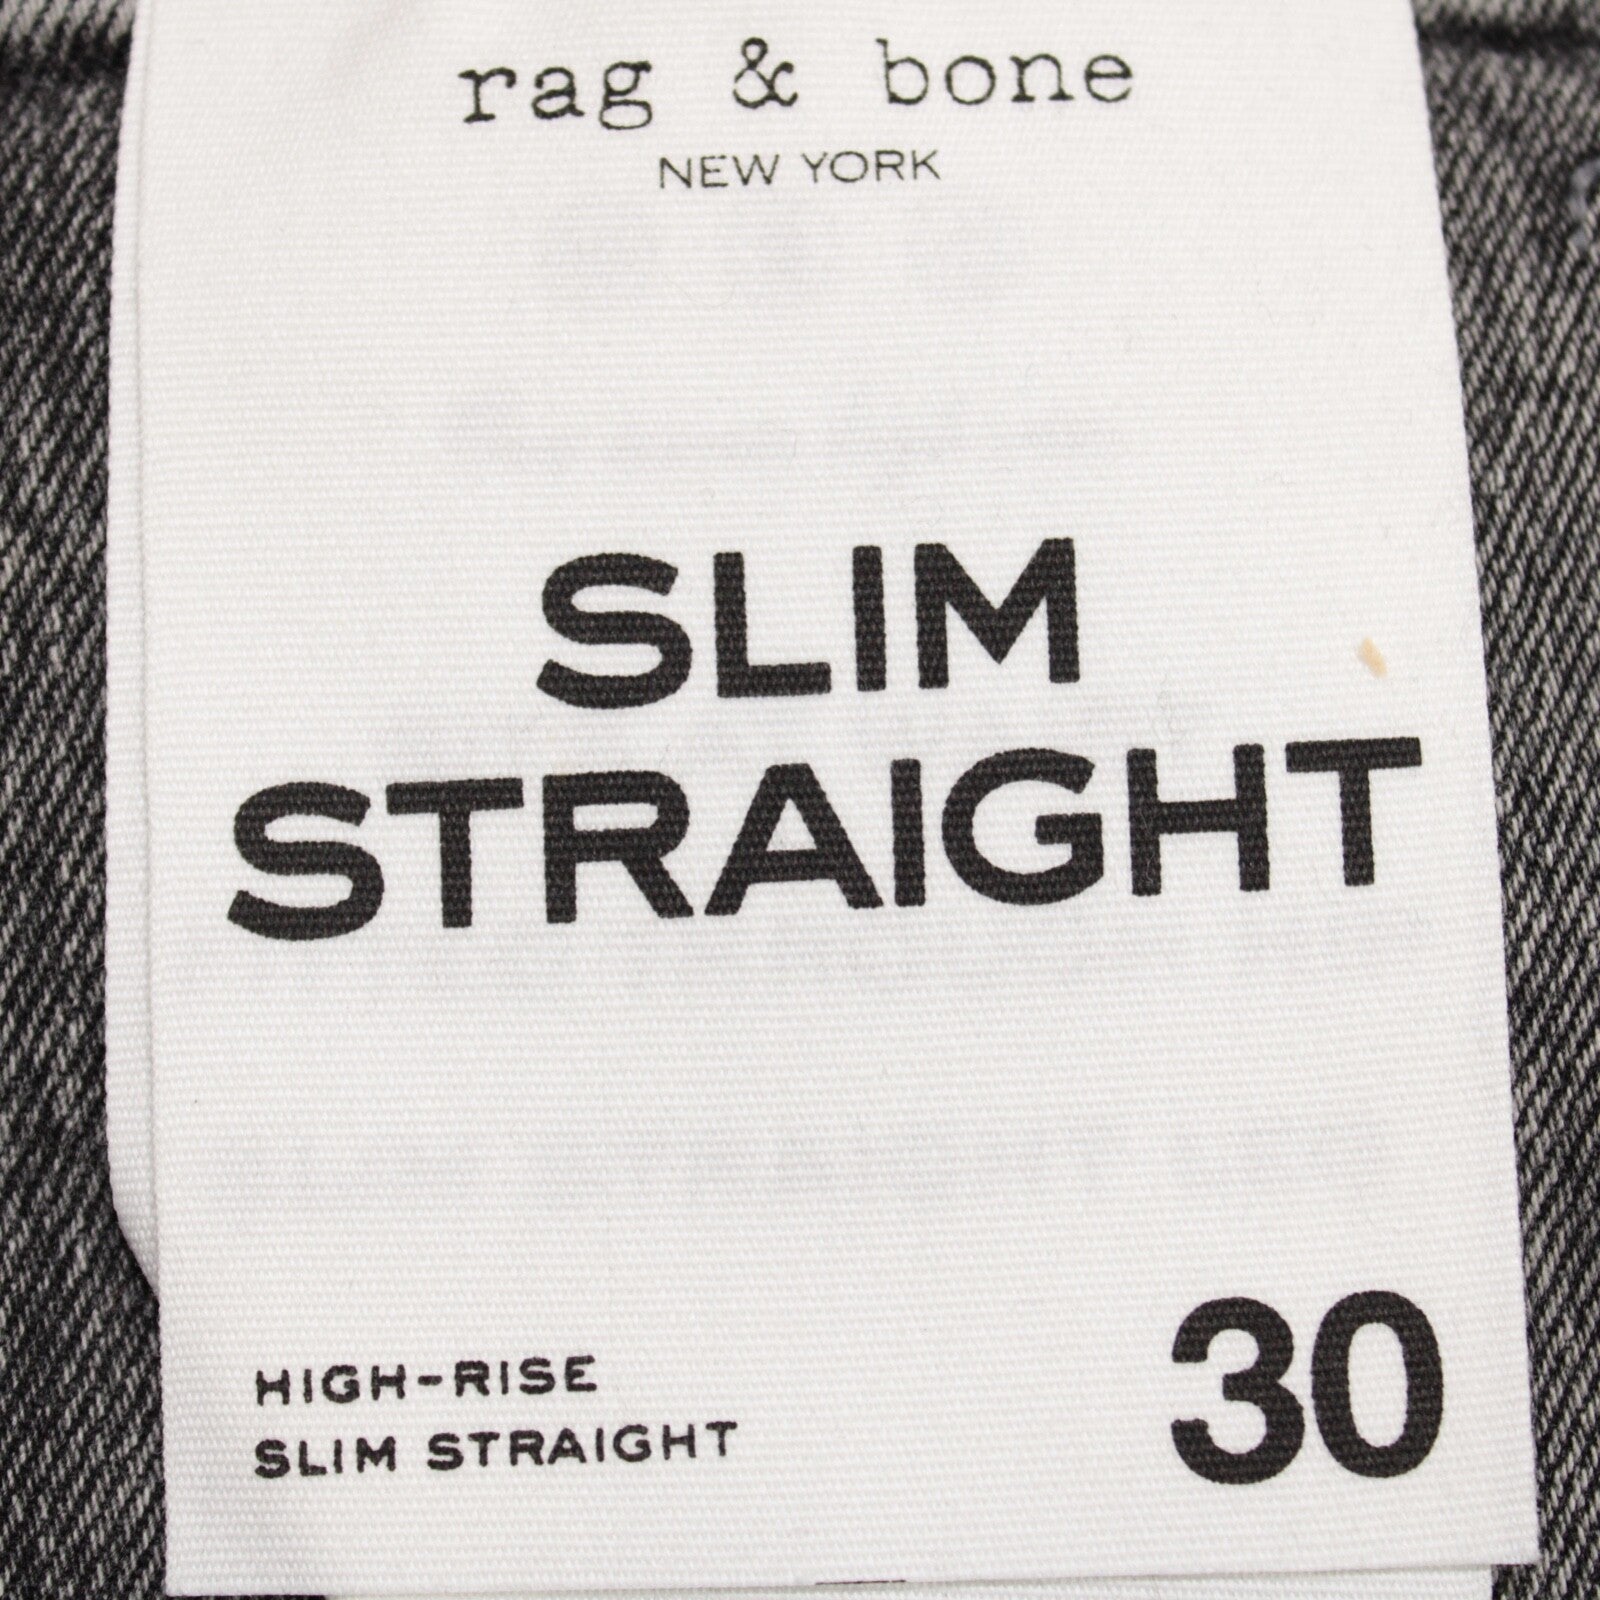 rag & bone
NEW YORK
SLIM
STRAIGHT
HIGH-RISE
SLIM STRAIGHT
30